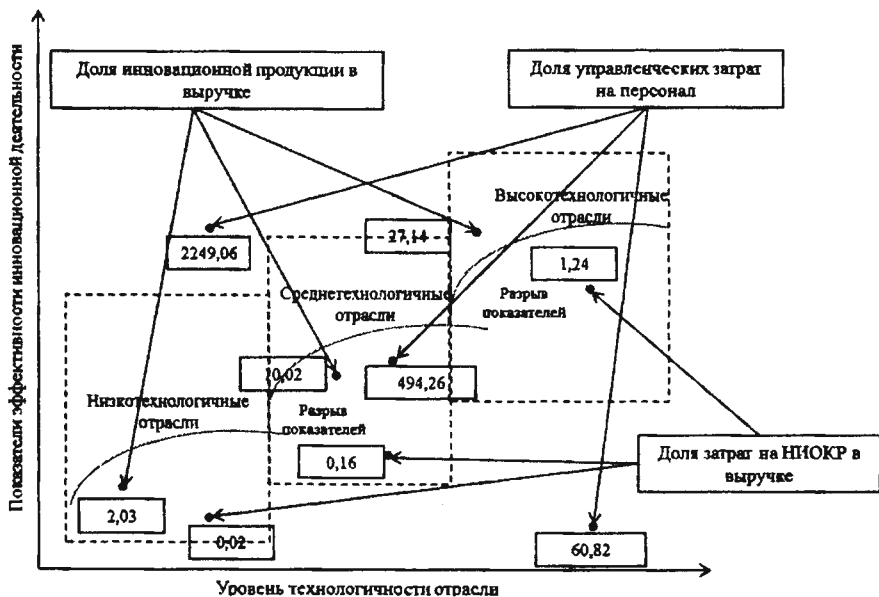 Показатели эффективности инновационной деятельности
Доля инновационной продукции в
выручке
Доля управленческих затрат
на персонал
Высокотехнологичные
отрасли
2249,06
27,14
1,24
Среднетехнологичные
отрасли
Разрыв
показателей
20,02
494,26
Низкотехнологичные
отрасли
Разрыв
показателей
0,16
Доля затрат на НИОКР в
выручке
2,03
0,02
60,82
Уровень технологичности отрасли